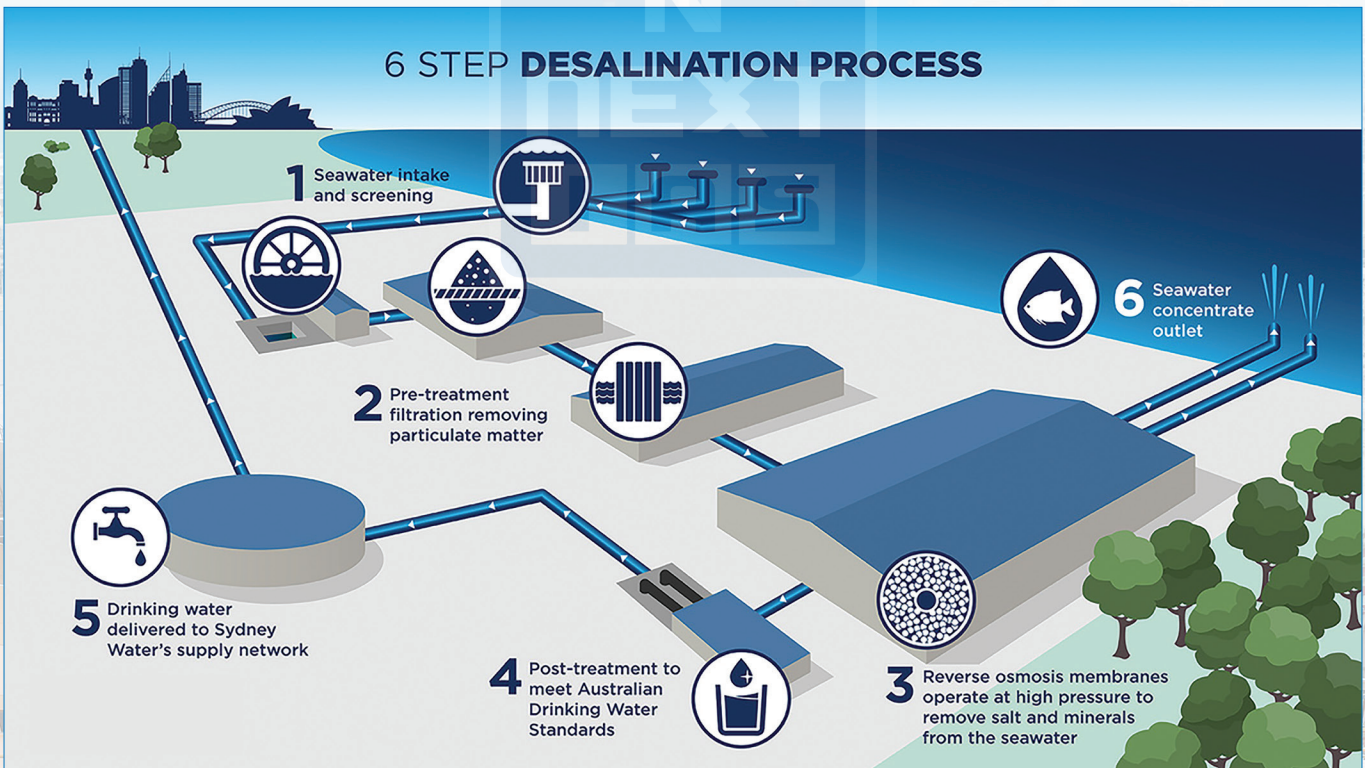 6 STEP DESALINATION PROCESS
1 Seawater intake
and screening
2 Pre-treatment
filtration removing
particulate matter
3 Reverse osmosis membranes
operate at high pressure to
remove salt and minerals
from the seawater
4 Post-treatment to
meet Australian
Drinking Water
Standards
5 Drinking water
delivered to Sydney
Water's supply network
6 Seawater
concentrate
outlet
N
NEXT
IAS